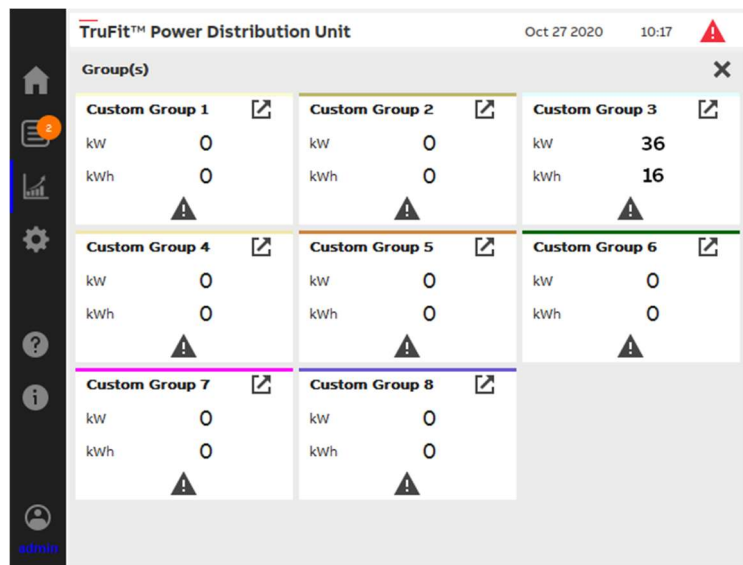 TruFit™ Power Distribution Unit Oct 27 2020 10:17
Group(s)
Custom Group 1 Custom Group 2 Custom Group 3
kW 0 kW 0 kW 36
kWh 0 kWh 0 kWh 16
2
Custom Group 4 Custom Group 5 Custom Group 6
kW 0 kW 0 kW 0
kWh 0 kWh 0 kWh 0
Custom Group 7 Custom Group 8
kW 0 kW 0
kWh 0 kWh 0
admin